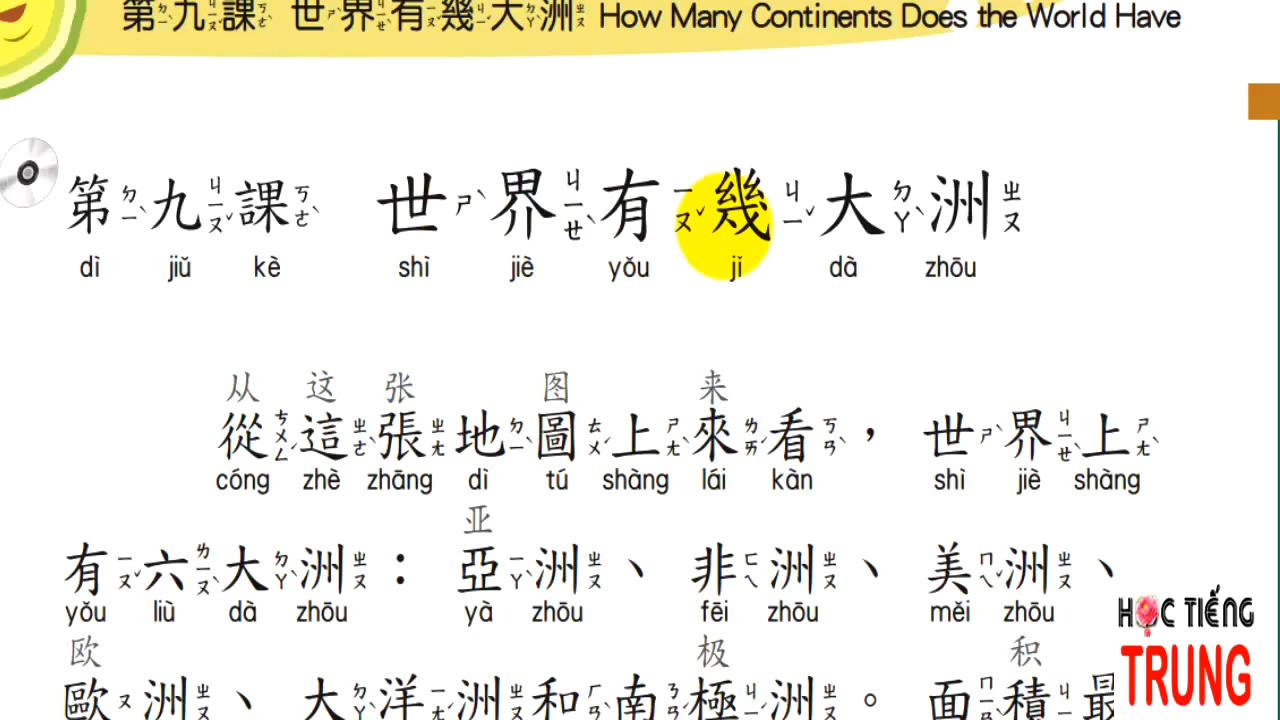 第九課 世界有幾大洲 How Many Continents Does the World Have
第九課 世界有幾大洲
dì jiǔ kè shì jiè yǒu jǐ dà zhōu
从 这 张 图 来
從這張地圖上來看，世界上
cóng zhè zhāng dì tú shàng lái kàn shì jiè shàng
亚
有六大洲：亞洲、非洲、美洲、
yǒu liù dà zhōu yà zhōu fēi zhōu měi zhōu
欧 极 积
歐洲、大洋洲和南極洲。面積最
HỌC TIẾNG
TRUNG